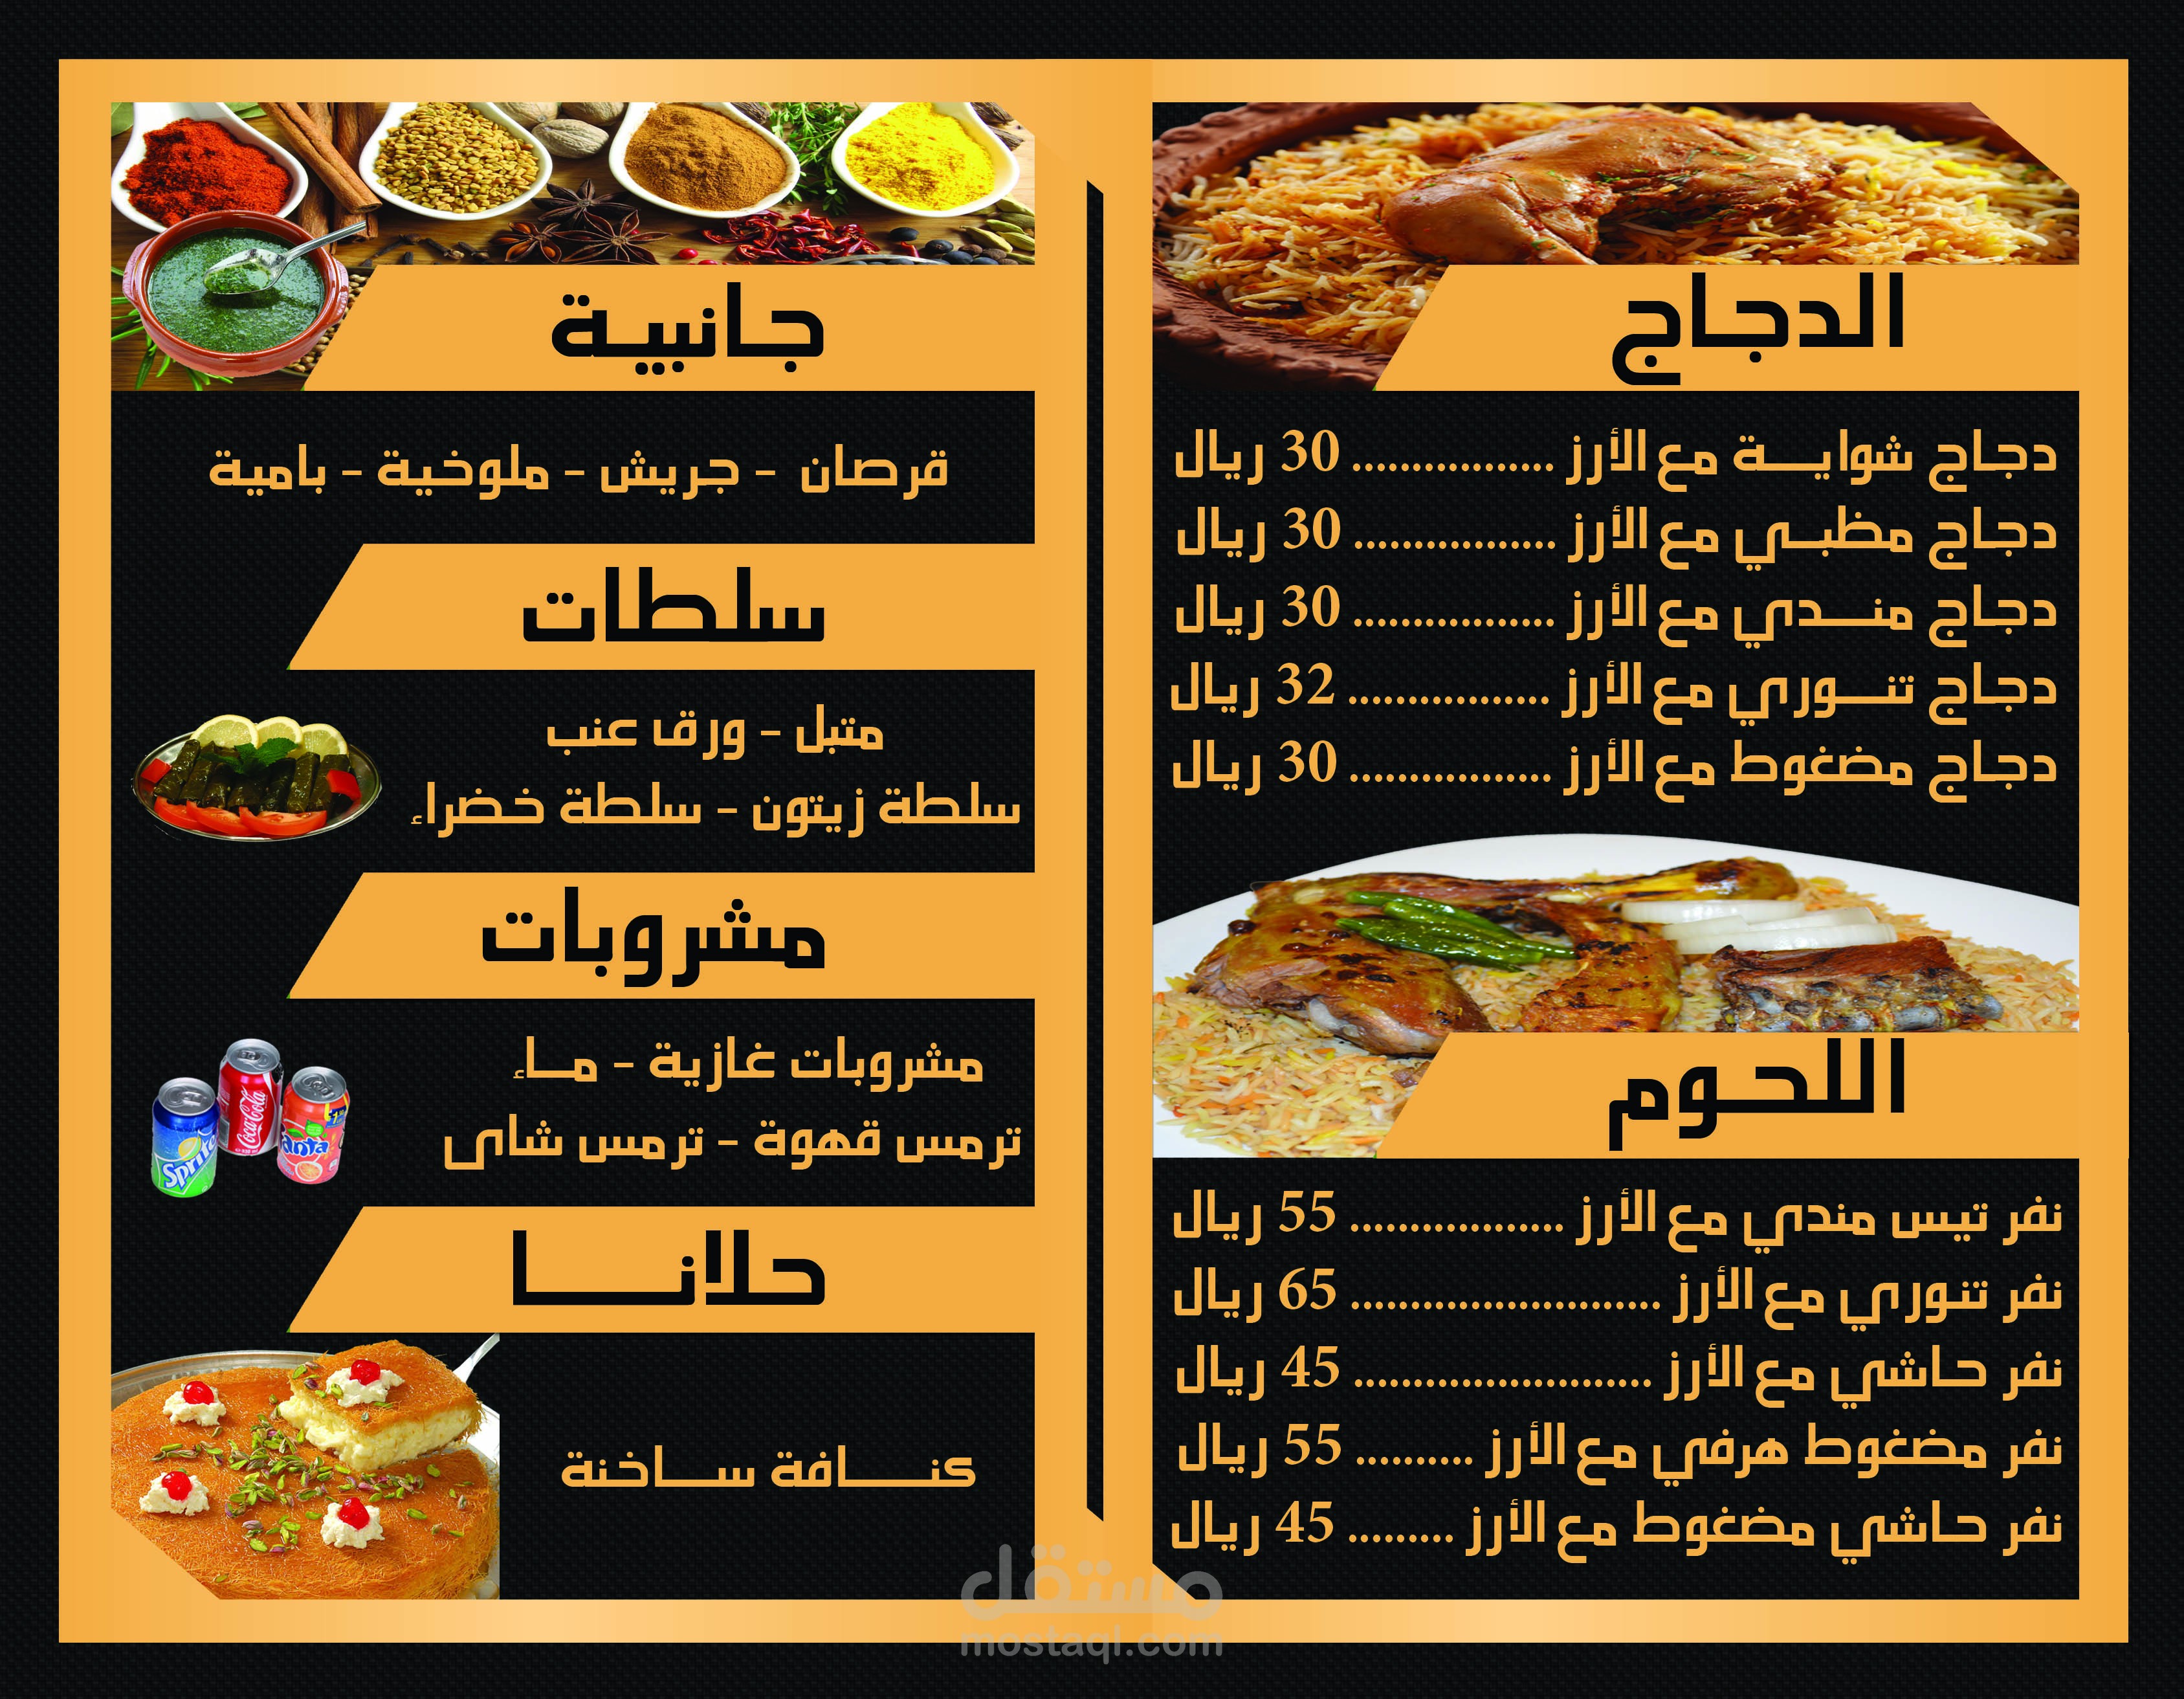 الدجاج
دجاج شواية مع الأرز ................. 30 ريال
دجاج مظبي مع الأرز ................. 30 ريال
دجاج مندي مع الأرز ................. 30 ريال
دجاج تنوري مع الأرز ................. 32 ريال
دجاج مضغوط مع الأرز ................. 30 ريال
اللحوم
نفر تيس مندي مع الأرز .................. 55 ريال
نفر تنوري مع الأرز .......................... 65 ريال
نفر حاشي مع الأرز ......................... 45 ريال
نفر مضغوط هرفي مع الأرز .......... 55 ريال
نفر حاشي مضغوط مع الأرز ......... 45 ريال
جانبية
قرصان - جريش - ملوخية - بامية
سلطات
متبل - ورق عنب
سلطة زيتون - سلطة خضراء
مشروبات
مشروبات غازية - ماء
ترمس قهوة - ترمس شاى
Coca-Cola
Sprite
anta
حلانا
كنافة ساخنة
مستقل
mostaql.com